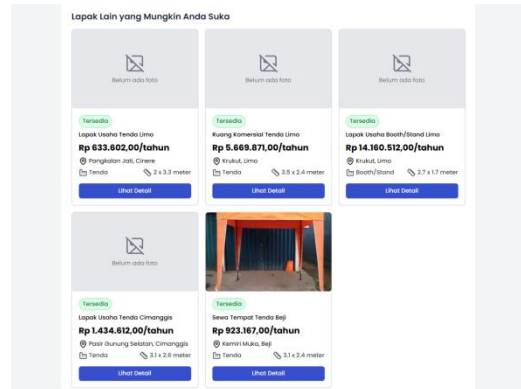 Lapak Lain yang Mungkin Anda Suka
Belum ada foto
Tersedia
Lapak Usaha Tenda Limo
Rp 633.602,00/tahun
Pangkalan Jati, Cinere
Tenda
2 x 3.3 meter
Lihat Detail
Belum ada foto
Tersedia
Ruang Komersial Tenda Limo
Rp 5.669.871,00/tahun
Krukut, Limo
Tenda
3.5 x 2.4 meter
Lihat Detail
Belum ada foto
Tersedia
Lapak Usaha Booth/Stand Limo
Rp 14.160.512,00/tahun
Krukut, Limo
Booth/Stand
2.7 x 1.7 meter
Lihat Detail
Belum ada foto
Tersedia
Lapak Usaha Tenda Cimanggis
Rp 1.434.612,00/tahun
Pasir Gunung Selatan, Cimanggis
Tenda
3.1 x 2.6 meter
Lihat Detail
Tersedia
Sewa Tempat Tenda Beji
Rp 923.167,00/tahun
Kemiri Muka, Beji
Tenda
3.1 x 2.4 meter
Lihat Detail